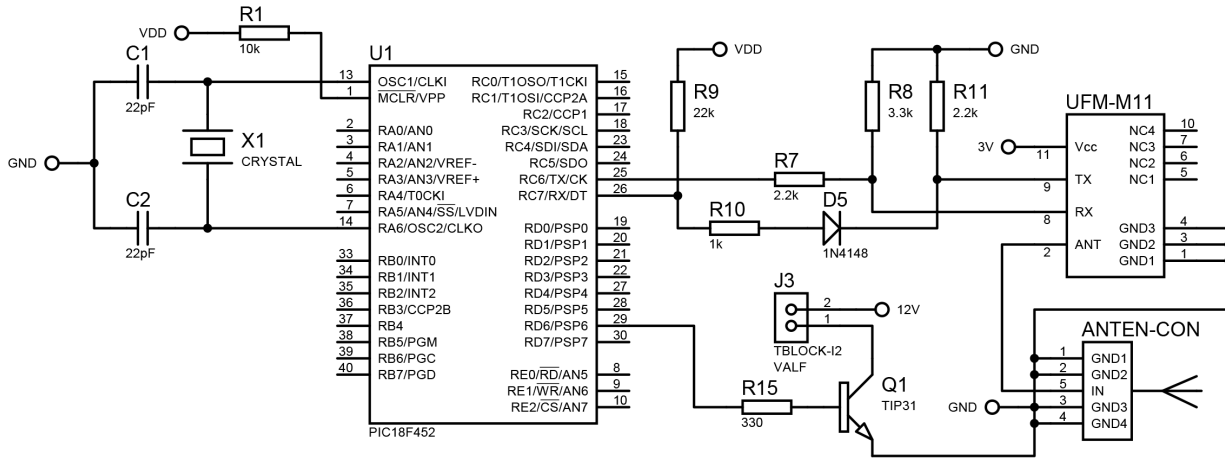 R1
VDD
10k
C1
22pF
GND
X1
CRYSTAL
C2
22pF
U1
13 OSC1/CLKI
1 MCLR/VPP
2 RA0/AN0
3 RA1/AN1
4 RA2/AN2/VREF-
5 RA3/AN3/VREF+
6 RA4/T0CKI
7 RA5/AN4/SS/LVDIN
14 RA6/OSC2/CLKO
33 RB0/INT0
34 RB1/INT1
35 RB2/INT2
36 RB3/CCP2B
37 RB4
38 RB5/PGM
39 RB6/PGC
40 RB7/PGD
RC0/T1OSO/T1CKI 15
RC1/T1OSI/CCP2A 16
RC2/CCP1 17
RC3/SCK/SCL 18
RC4/SDI/SDA 23
RC5/SDO 24
RC6/TX/CK 25
RC7/RX/DT 26
RD0/PSP0 19
RD1/PSP1 20
RD2/PSP2 21
RD3/PSP3 22
RD4/PSP4 27
RD5/PSP5 28
RD6/PSP6 29
RD7/PSP7 30
RE0/RD/AN5 8
RE1/WR/AN6 9
RE2/CS/AN7 10
PIC18F452
VDD
R9
22k
R7
2.2k
R10
1k
D5
1N4148
GND
R8
3.3k
R11
2.2k
UFM-M11
3V
11 Vcc
9 TX
8 RX
2 ANT
NC4 10
NC3 7
NC2 6
NC1 5
GND3 4
GND2 3
GND1 1
J3
2
1
12V
TBLOCK-I2
VALF
R15
330
Q1
TIP31
GND
ANTEN-CON
1 GND1
2 GND2
5 IN
3 GND3
4 GND4